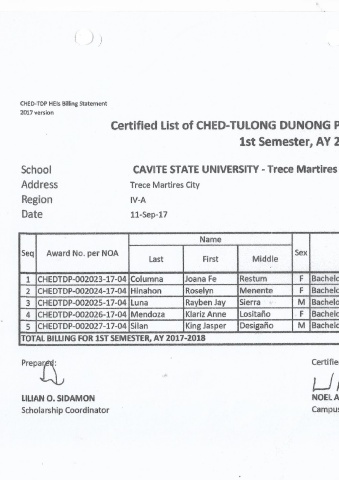 CHED-TDP HEIs Billing Statement
2017 version
Certified List of CHED-TULONG DUNONG P
1st Semester, AY 2
School CAVITE STATE UNIVERSITY - Trece Martires
Address Trece Martires City
Region IV-A
Date 11-Sep-17
Seq Award No. per NOA Name Sex
Last First Middle
1 CHEDTDP-002023-17-04 Columna Joana Fe Restum F Bachelo
2 CHEDTDP-002024-17-04 Hinahon Roselyn Menente F Bachelo
3 CHEDTDP-002025-17-04 Luna Rayben Jay Sierra M Bachelo
4 CHEDTDP-002026-17-04 Mendoza Klariz Anne Lositaño F Bachelo
5 CHEDTDP-002027-17-04 Silan King Jasper Desigaño M Bachelo
TOTAL BILLING FOR 1ST SEMESTER, AY 2017-2018
Prepared: Certifie
LILIAN O. SIDAMON NOEL A
Scholarship Coordinator Campus